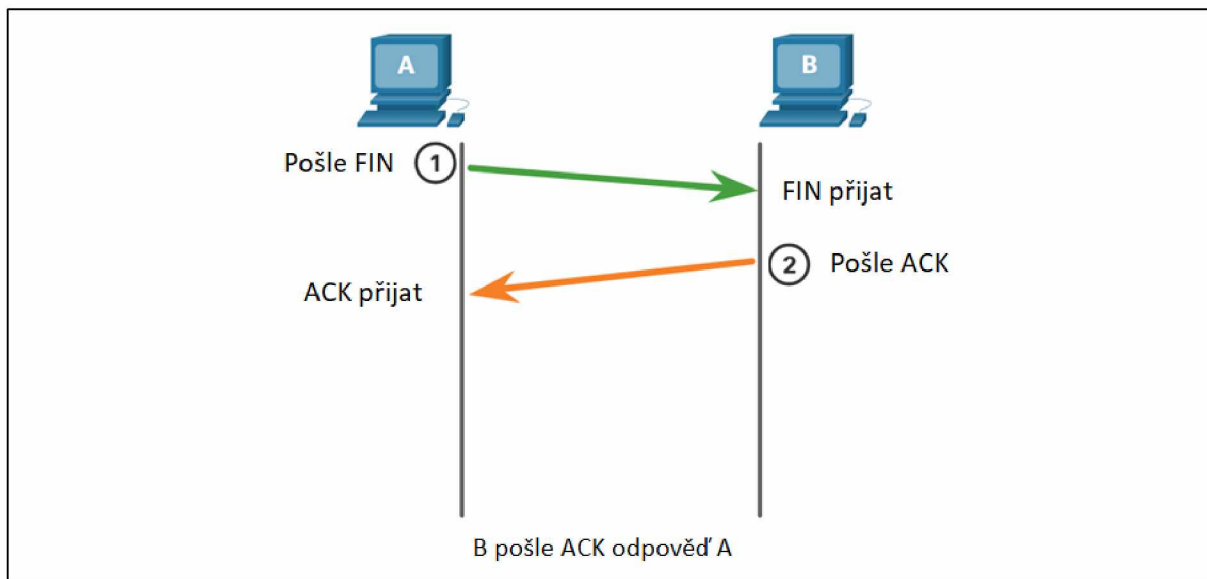 A
B
Pošle FIN 1
FIN přijat
2 Pošle ACK
ACK přijat
B pošle ACK odpověď A